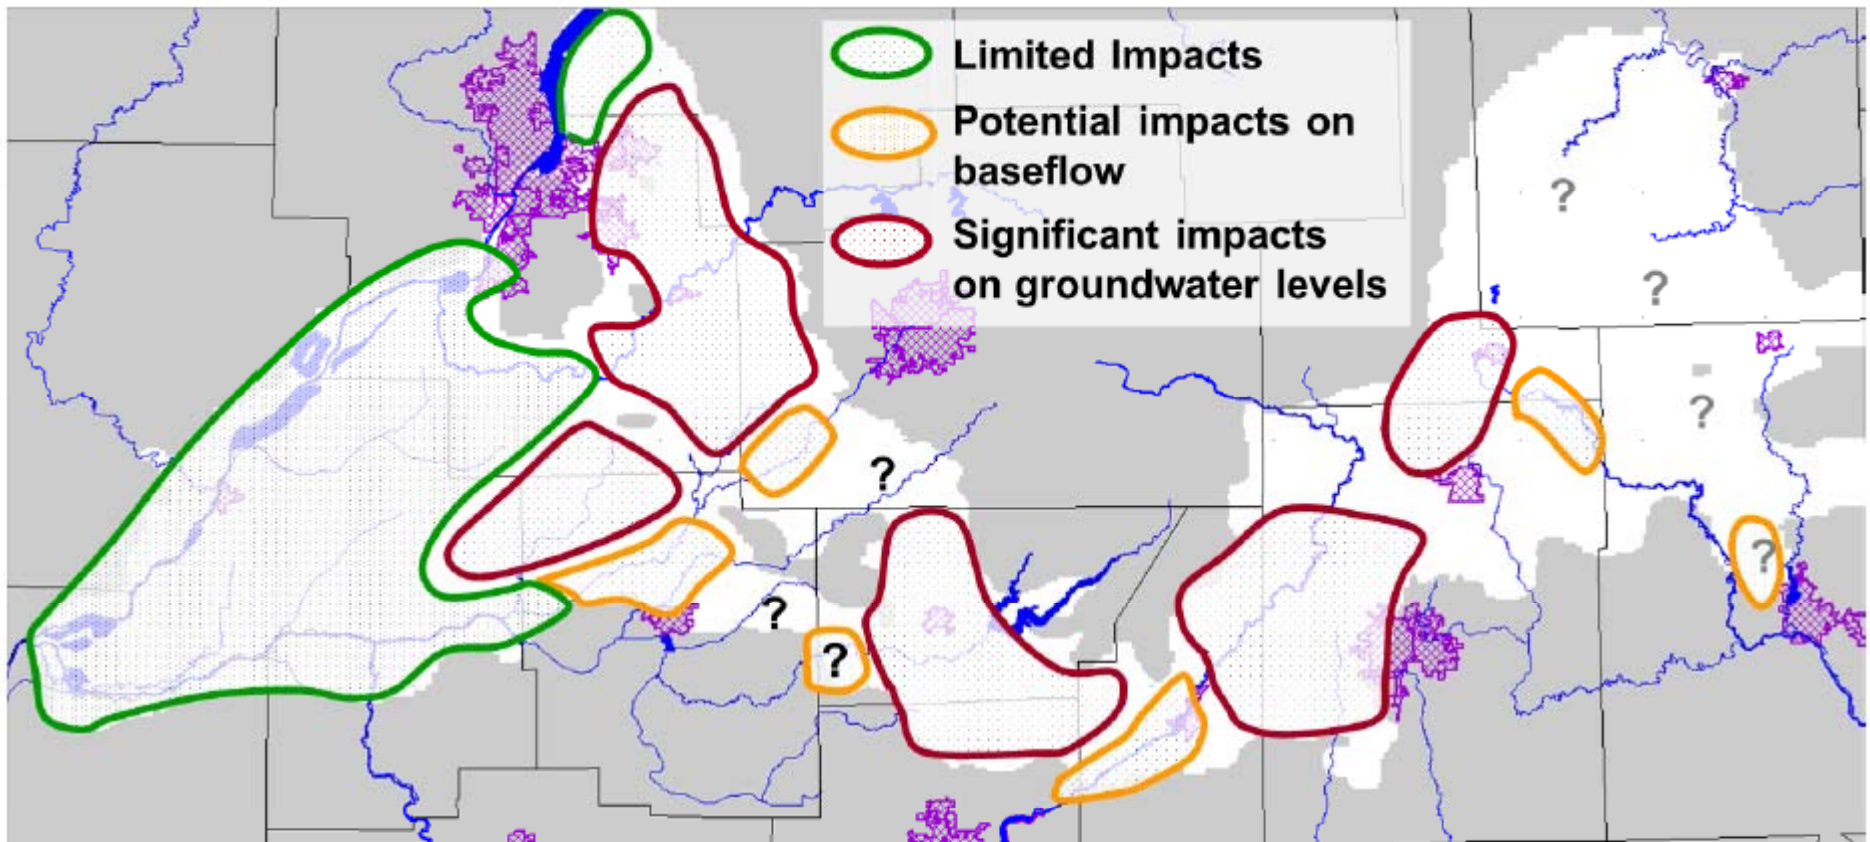 Limited Impacts
Potential impacts on
baseflow
Significant impacts
on groundwater levels
?
?
?
?
?
?
?